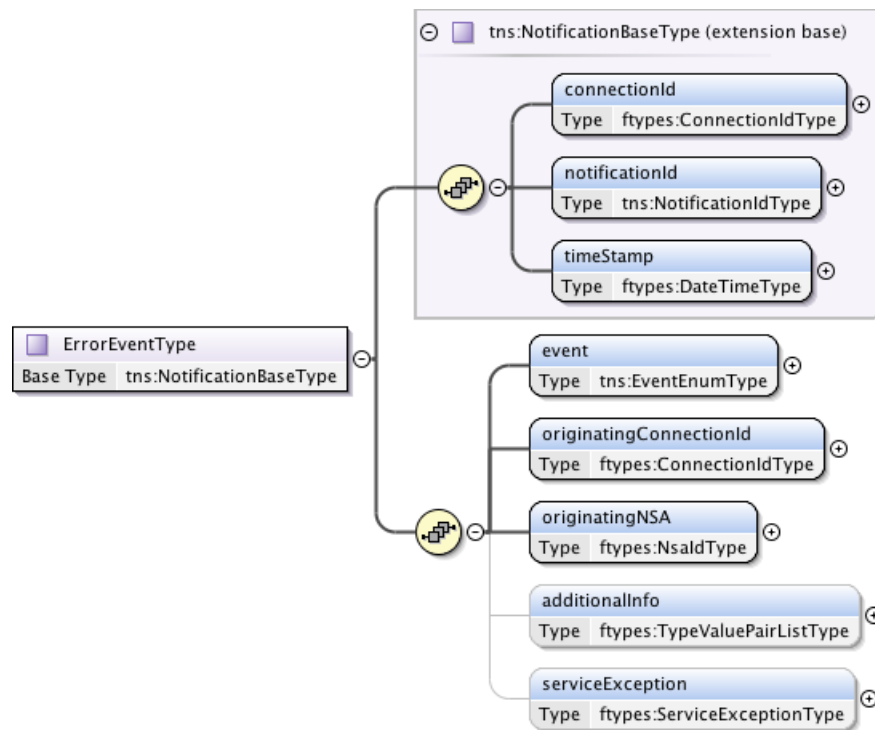 tns:NotificationBaseType (extension base)
connectionId
Type ftypes:ConnectionIdType
notificationId
Type tns:NotificationIdType
timeStamp
Type ftypes:DateTimeType
ErrorEventType
Base Type tns:NotificationBaseType
event
Type tns:EventEnumType
originatingConnectionId
Type ftypes:ConnectionIdType
originatingNSA
Type ftypes:NsaIdType
additionalInfo
Type ftypes:TypeValuePairListType
serviceException
Type ftypes:ServiceExceptionType